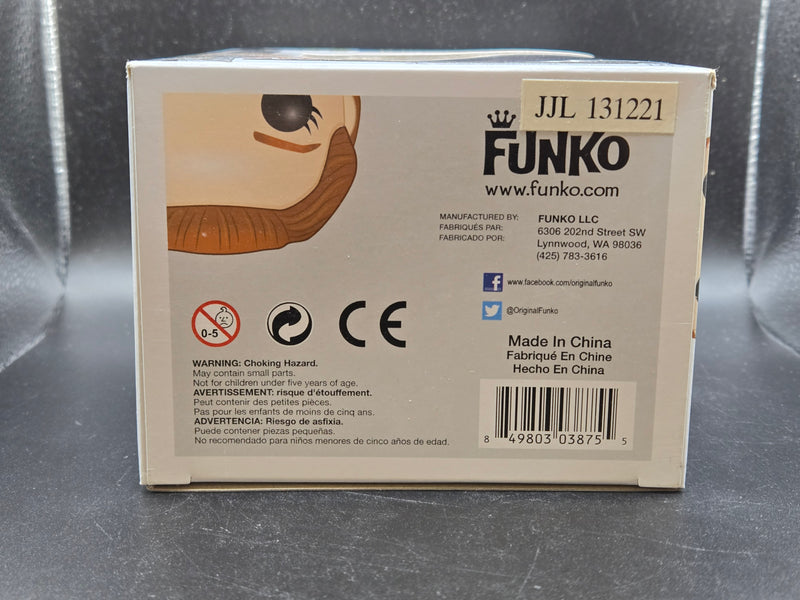 JJL 131221
FUNKO
www.funko.com
MANUFACTURED BY:
FABRIQUÉS PAR:
FABRICADO POR:
FUNKO LLC
6306 202nd Street SW
Lynnwood, WA 98036
(425) 783-3616
www.facebook.com/originalfunko
@OriginalFunko
0-5
CE
Made In China
Fabriqué En Chine
Hecho En China
WARNING: Choking Hazard.
May contain small parts.
Not for children under five years of age.
AVERTISSEMENT: risque d'étouffement.
Peut contenir des petites pièces.
Pas pour les enfants de moins de cinq ans.
ADVERTENCIA: Riesgo de asfixia.
Puede contener piezas pequeñas.
No recomendado para niños menores de cinco años de edad.
8 49803 03875 5